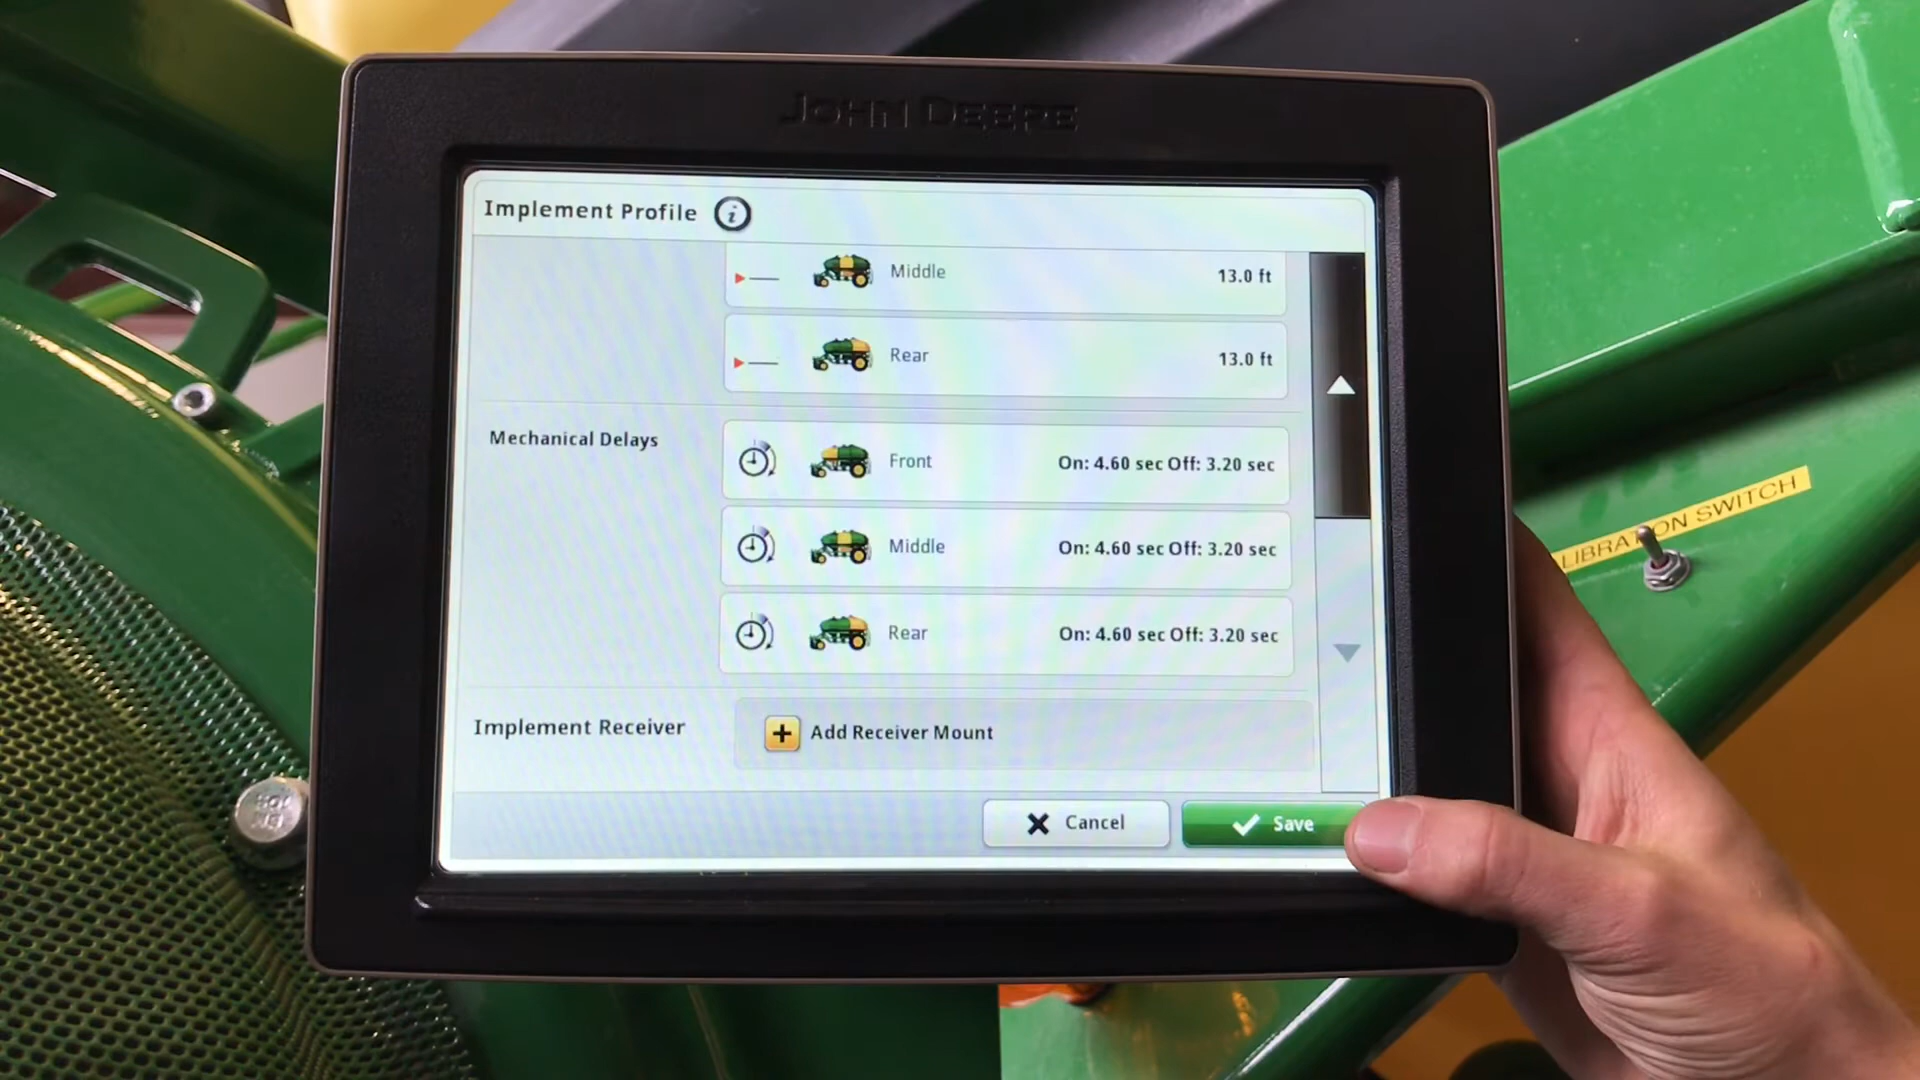 JOHN DEERE
Implement Profile i
Middle 13.0 ft
Rear 13.0 ft
Mechanical Delays
Front On: 4.60 sec Off: 3.20 sec
Middle On: 4.60 sec Off: 3.20 sec
Rear On: 4.60 sec Off: 3.20 sec
Implement Receiver
Add Receiver Mount
Cancel
Save
LIBRATION SWITCH